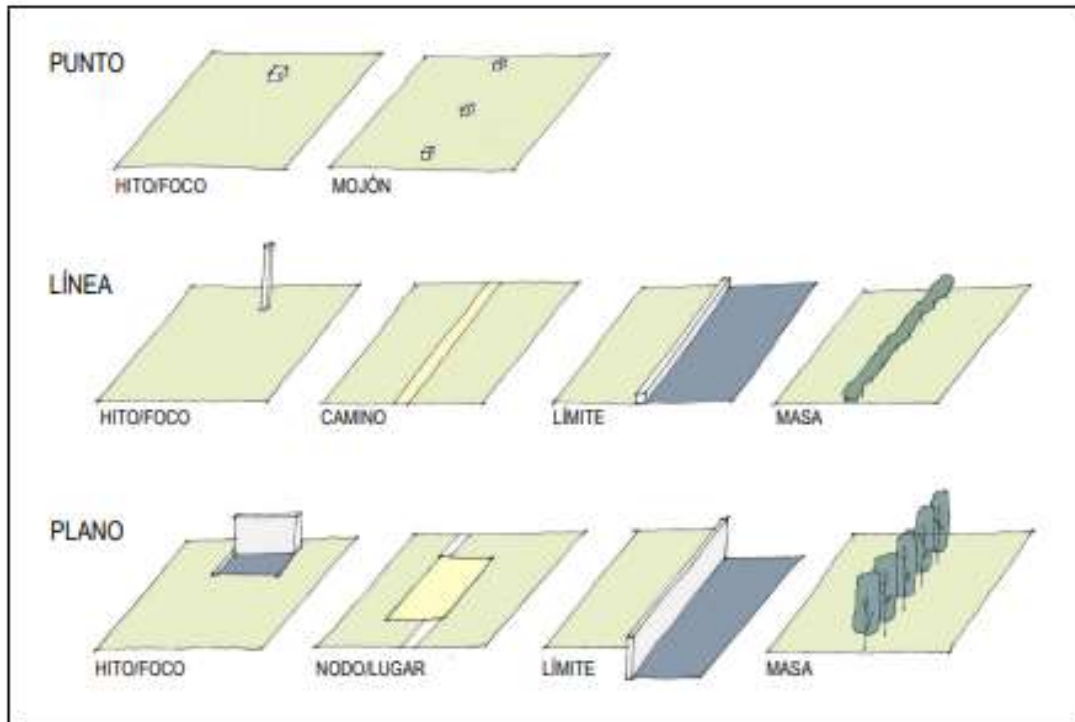 PUNTO
HITO/FOCO MOJÓN
LÍNEA
HITO/FOCO CAMINO LÍMITE MASA
PLANO
HITO/FOCO NODO/LUGAR LÍMITE MASA